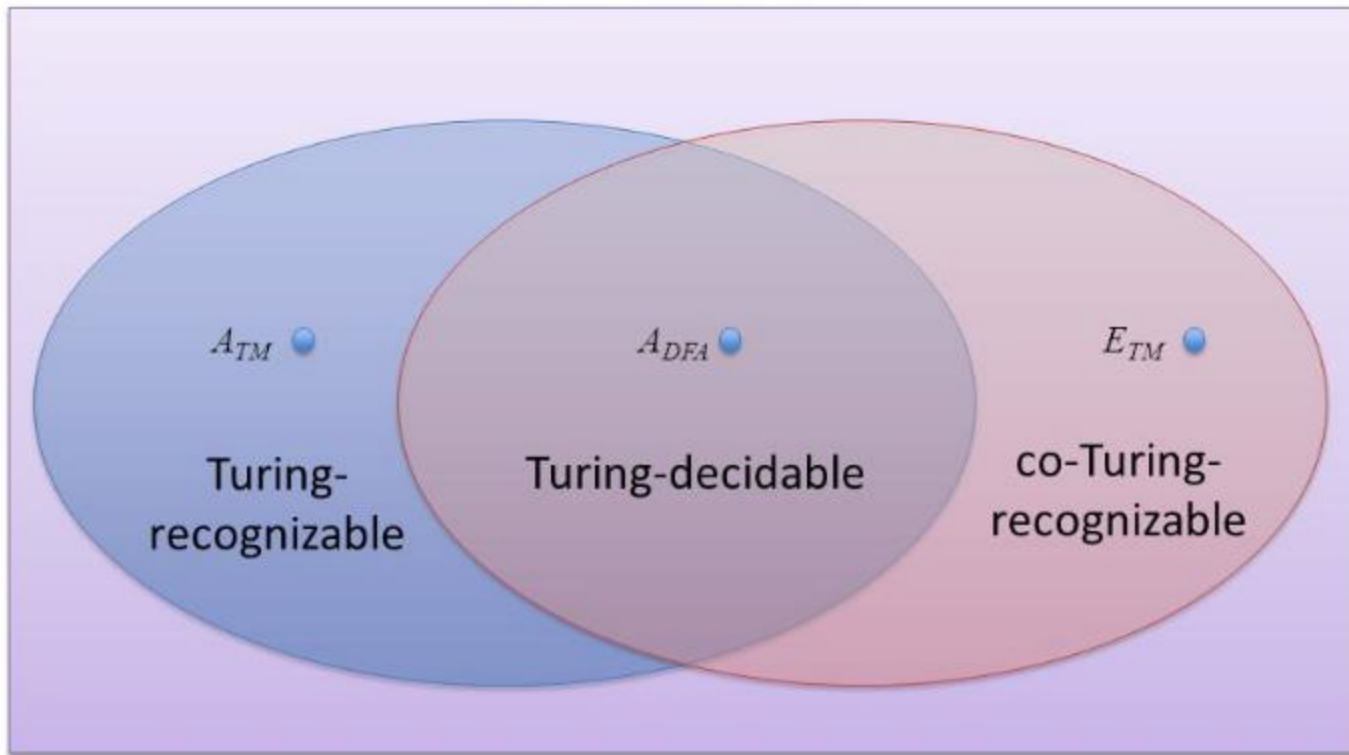 A_TM
A_DFA
E_TM
Turing-
recognizable
Turing-decidable
co-Turing-
recognizable